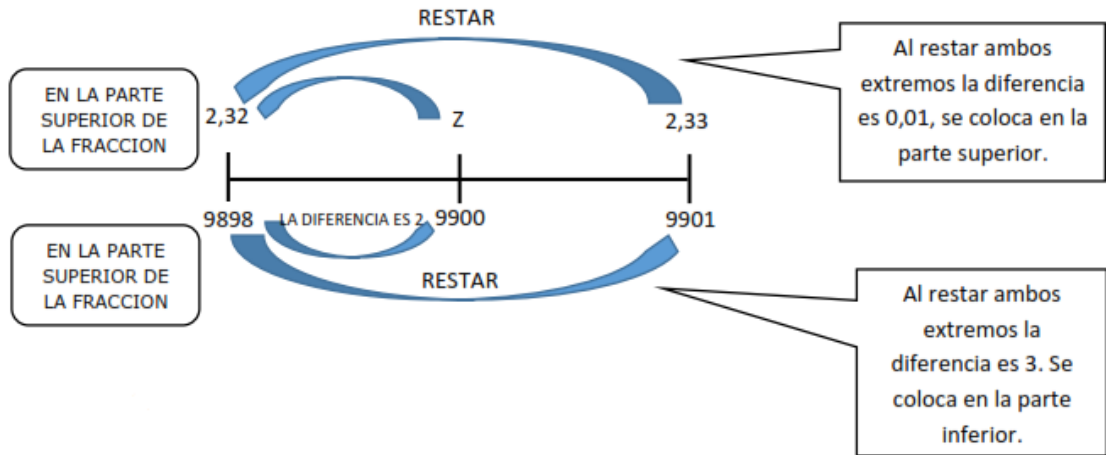 RESTAR
EN LA PARTE
SUPERIOR DE
LA FRACCION
2,32
Z
2,33
Al restar ambos
extremos la diferencia
es 0,01, se coloca en la
parte superior.
9898
LA DIFERENCIA ES 2
9900
9901
EN LA PARTE
SUPERIOR DE
LA FRACCION
RESTAR
Al restar ambos
extremos la
diferencia es 3. Se
coloca en la parte
inferior.